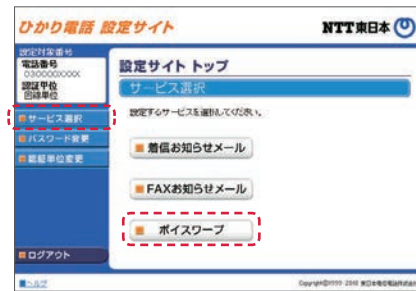 ひかり電話 設定サイト
NTT東日本
設定対象番号
電話番号
030000XXXX
認証単位
回線単位
サービス選択
パスワード変更
認証単位変更
ログアウト
設定サイト トップ
サービス選択
設定するサービスを選択してください。
着信お知らせメール
FAXお知らせメール
ボイスワープ
ヘルプ